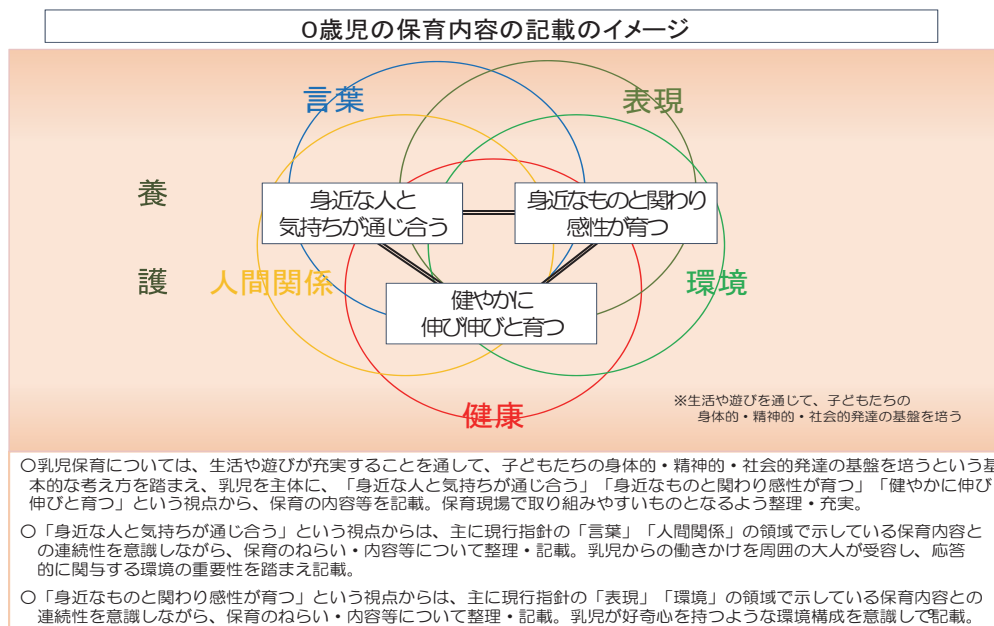 0歳児の保育内容の記載のイメージ
言葉
表現
養
護
身近な人と
気持ちが通じ合う
身近なものと関わり
感性が育つ
人間関係
環境
健やかに
伸び伸びと育つ
健康
※生活や遊びを通じて、子どもたちの
身体的・精神的・社会的発達の基盤を培う
○乳児保育については、生活や遊びが充実することを通して、子どもたちの身体的・精神的・社会的発達の基盤を培うという基
本的な考え方を踏まえ、乳児を主体に、「身近な人と気持ちが通じ合う」「身近なものと関わり感性が育つ」「健やかに伸び
伸びと育つ」という視点から、保育の内容等を記載。保育現場で取り組みやすいものとなるよう整理・充実。
○「身近な人と気持ちが通じ合う」という視点からは、主に現行指針の「言葉」「人間関係」の領域で示している保育内容と
の連続性を意識しながら、保育のねらい・内容等について整理・記載。乳児からの働きかけを周囲の大人が受容し、応答
的に関与する環境の重要性を踏まえ記載。
○「身近なものと関わり感性が育つ」という視点からは、主に現行指針の「表現」「環境」の領域で示している保育内容との
連続性を意識しながら、保育のねらい・内容等について整理・記載。乳児が好奇心を持つような環境構成を意識して記載。
9